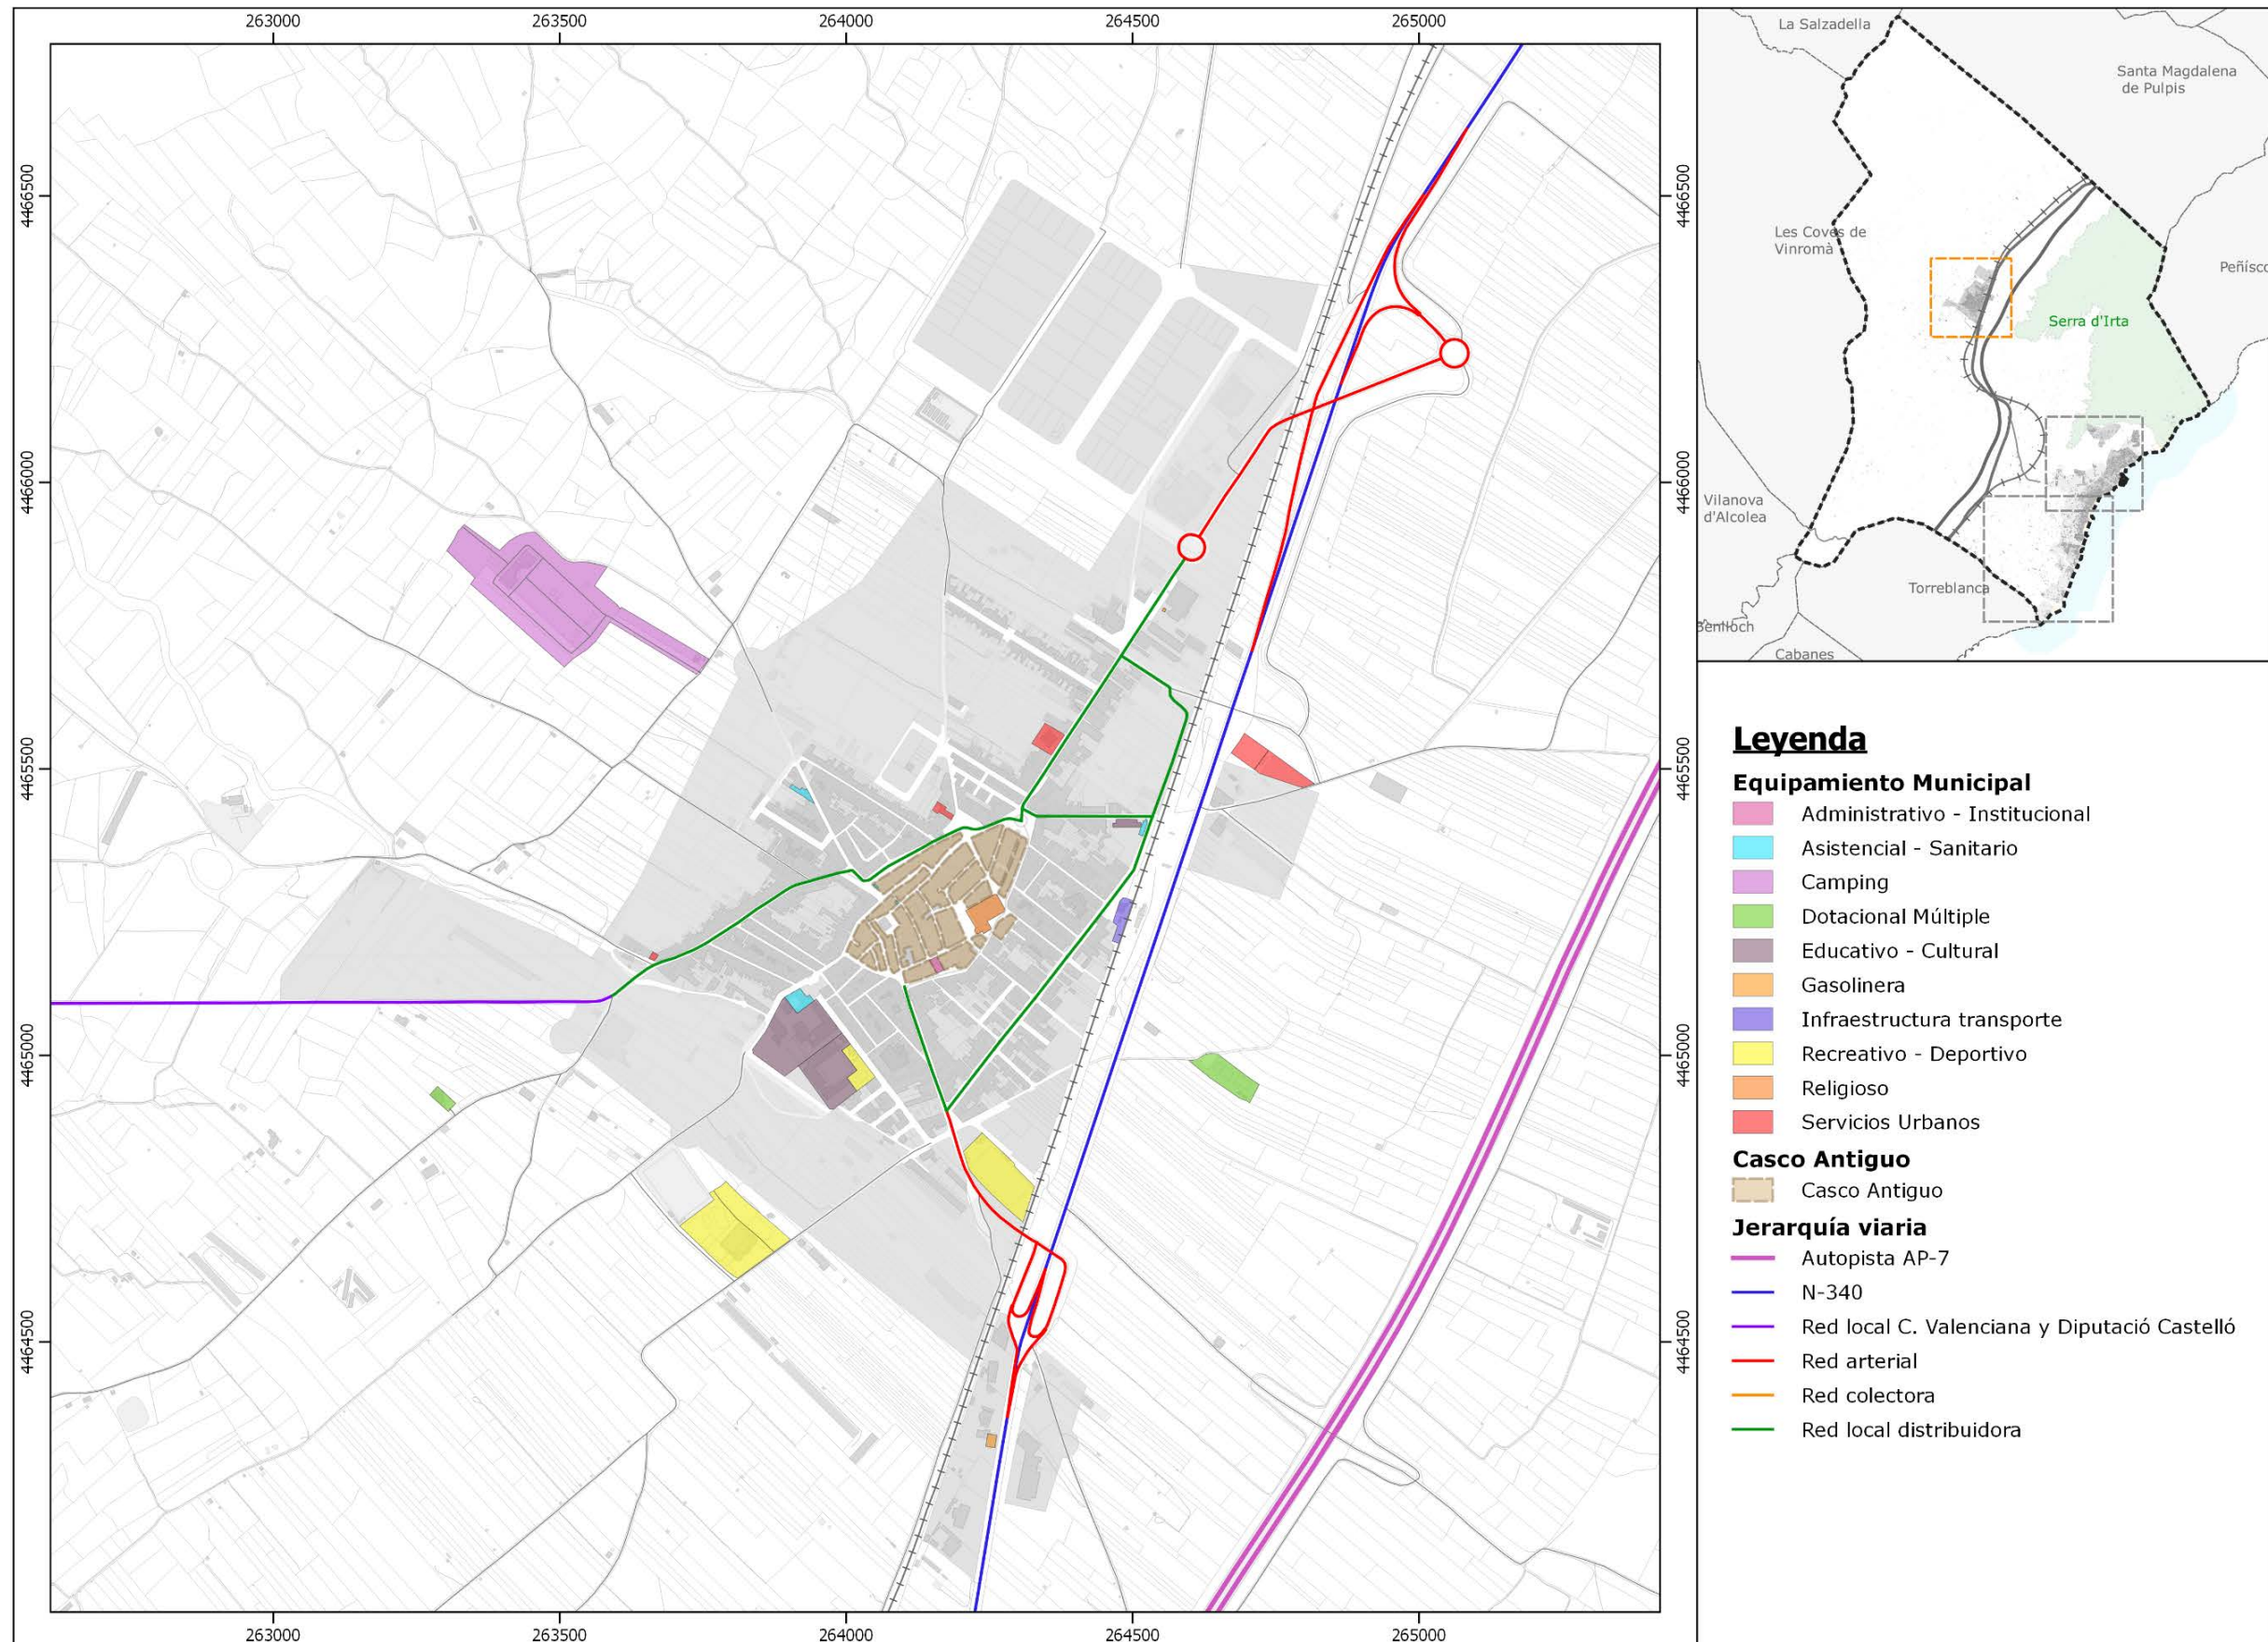 263000
263500
264000
264500
265000
4466500
4466000
4465500
4465000
4464500
4466500
4466000
4465500
4465000
4464500
263000
263500
264000
264500
265000
La Salzadella
Santa Magdalena
de Pulpis
Les Coves de
Vinromà
Peñísco
Serra d'Irta
Vilanova
d'Alcolea
Torreblanca
Benlloch
Cabanes
Leyenda
Equipamiento Municipal
Administrativo - Institucional
Asistencial - Sanitario
Camping
Dotacional Múltiple
Educativo - Cultural
Gasolinera
Infraestructura transporte
Recreativo - Deportivo
Religioso
Servicios Urbanos
Casco Antiguo
Casco Antiguo
Jerarquía viaria
Autopista AP-7
N-340
Red local C. Valenciana y Diputació Castelló
Red arterial
Red colectora
Red local distribuidora